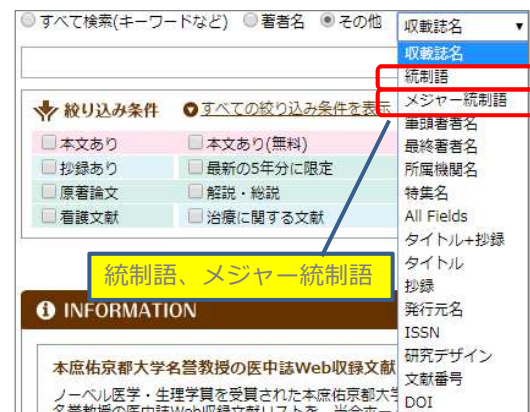 すべて検索(キーワードなど) 著者名 その他 収載誌名
収載誌名
統制語
メジャー統制語
筆頭著者名
最終著者名
所属機関名
特集名
All Fields
タイトル+抄録
タイトル
抄録
発行元名
ISSN
研究デザイン
文献番号
DOI
絞り込み条件 すべての絞り込み条件を表示
本文あり 本文あり(無料)
抄録あり 最新の5年分に限定
原著論文 解説・総説
看護文献 治療に関する文献
統制語、メジャー統制語
INFORMATION
本庶佑京都大学名誉教授の医中誌Web収録文献
ノーベル医学・生理学賞を受賞された本庶佑京都大学
名誉教授の医中誌Web収録文献リストを、当会ホー